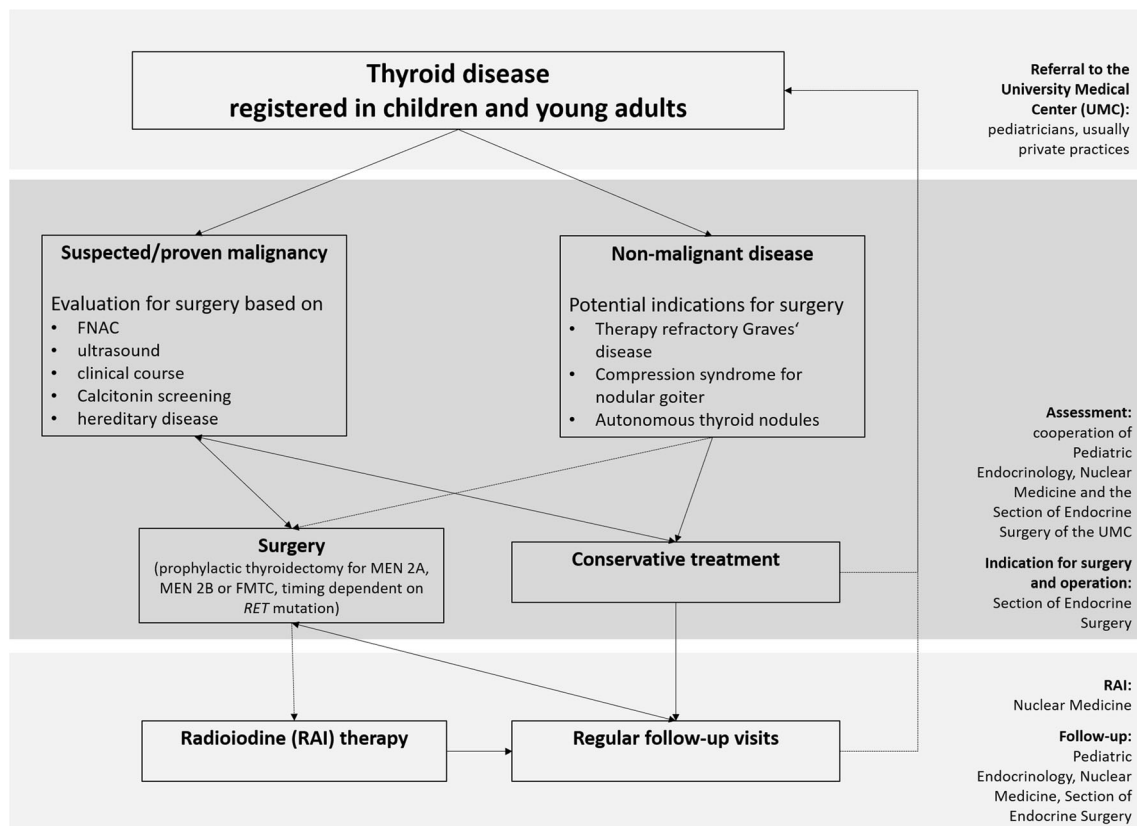 Thyroid disease
registered in children and young adults
Referral to the
University Medical
Center (UMC):
pediatricians, usually
private practices
Suspected/proven malignancy
Evaluation for surgery based on
• FNAC
• ultrasound
• clinical course
• Calcitonin screening
• hereditary disease
Non-malignant disease
Potential indications for surgery
• Therapy refractory Graves‘
disease
• Compression syndrome for
nodular goiter
• Autonomous thyroid nodules
Assessment:
cooperation of
Pediatric
Endocrinology, Nuclear
Medicine and the
Section of Endocrine
Surgery of the UMC
Indication for surgery
and operation:
Section of Endocrine
Surgery
Surgery
(prophylactic thyroidectomy for MEN 2A,
MEN 2B or FMTC, timing dependent on
RET mutation)
Conservative treatment
Radioiodine (RAI) therapy
Regular follow-up visits
RAI:
Nuclear Medicine
Follow-up:
Pediatric
Endocrinology, Nuclear
Medicine, Section of
Endocrine Surgery